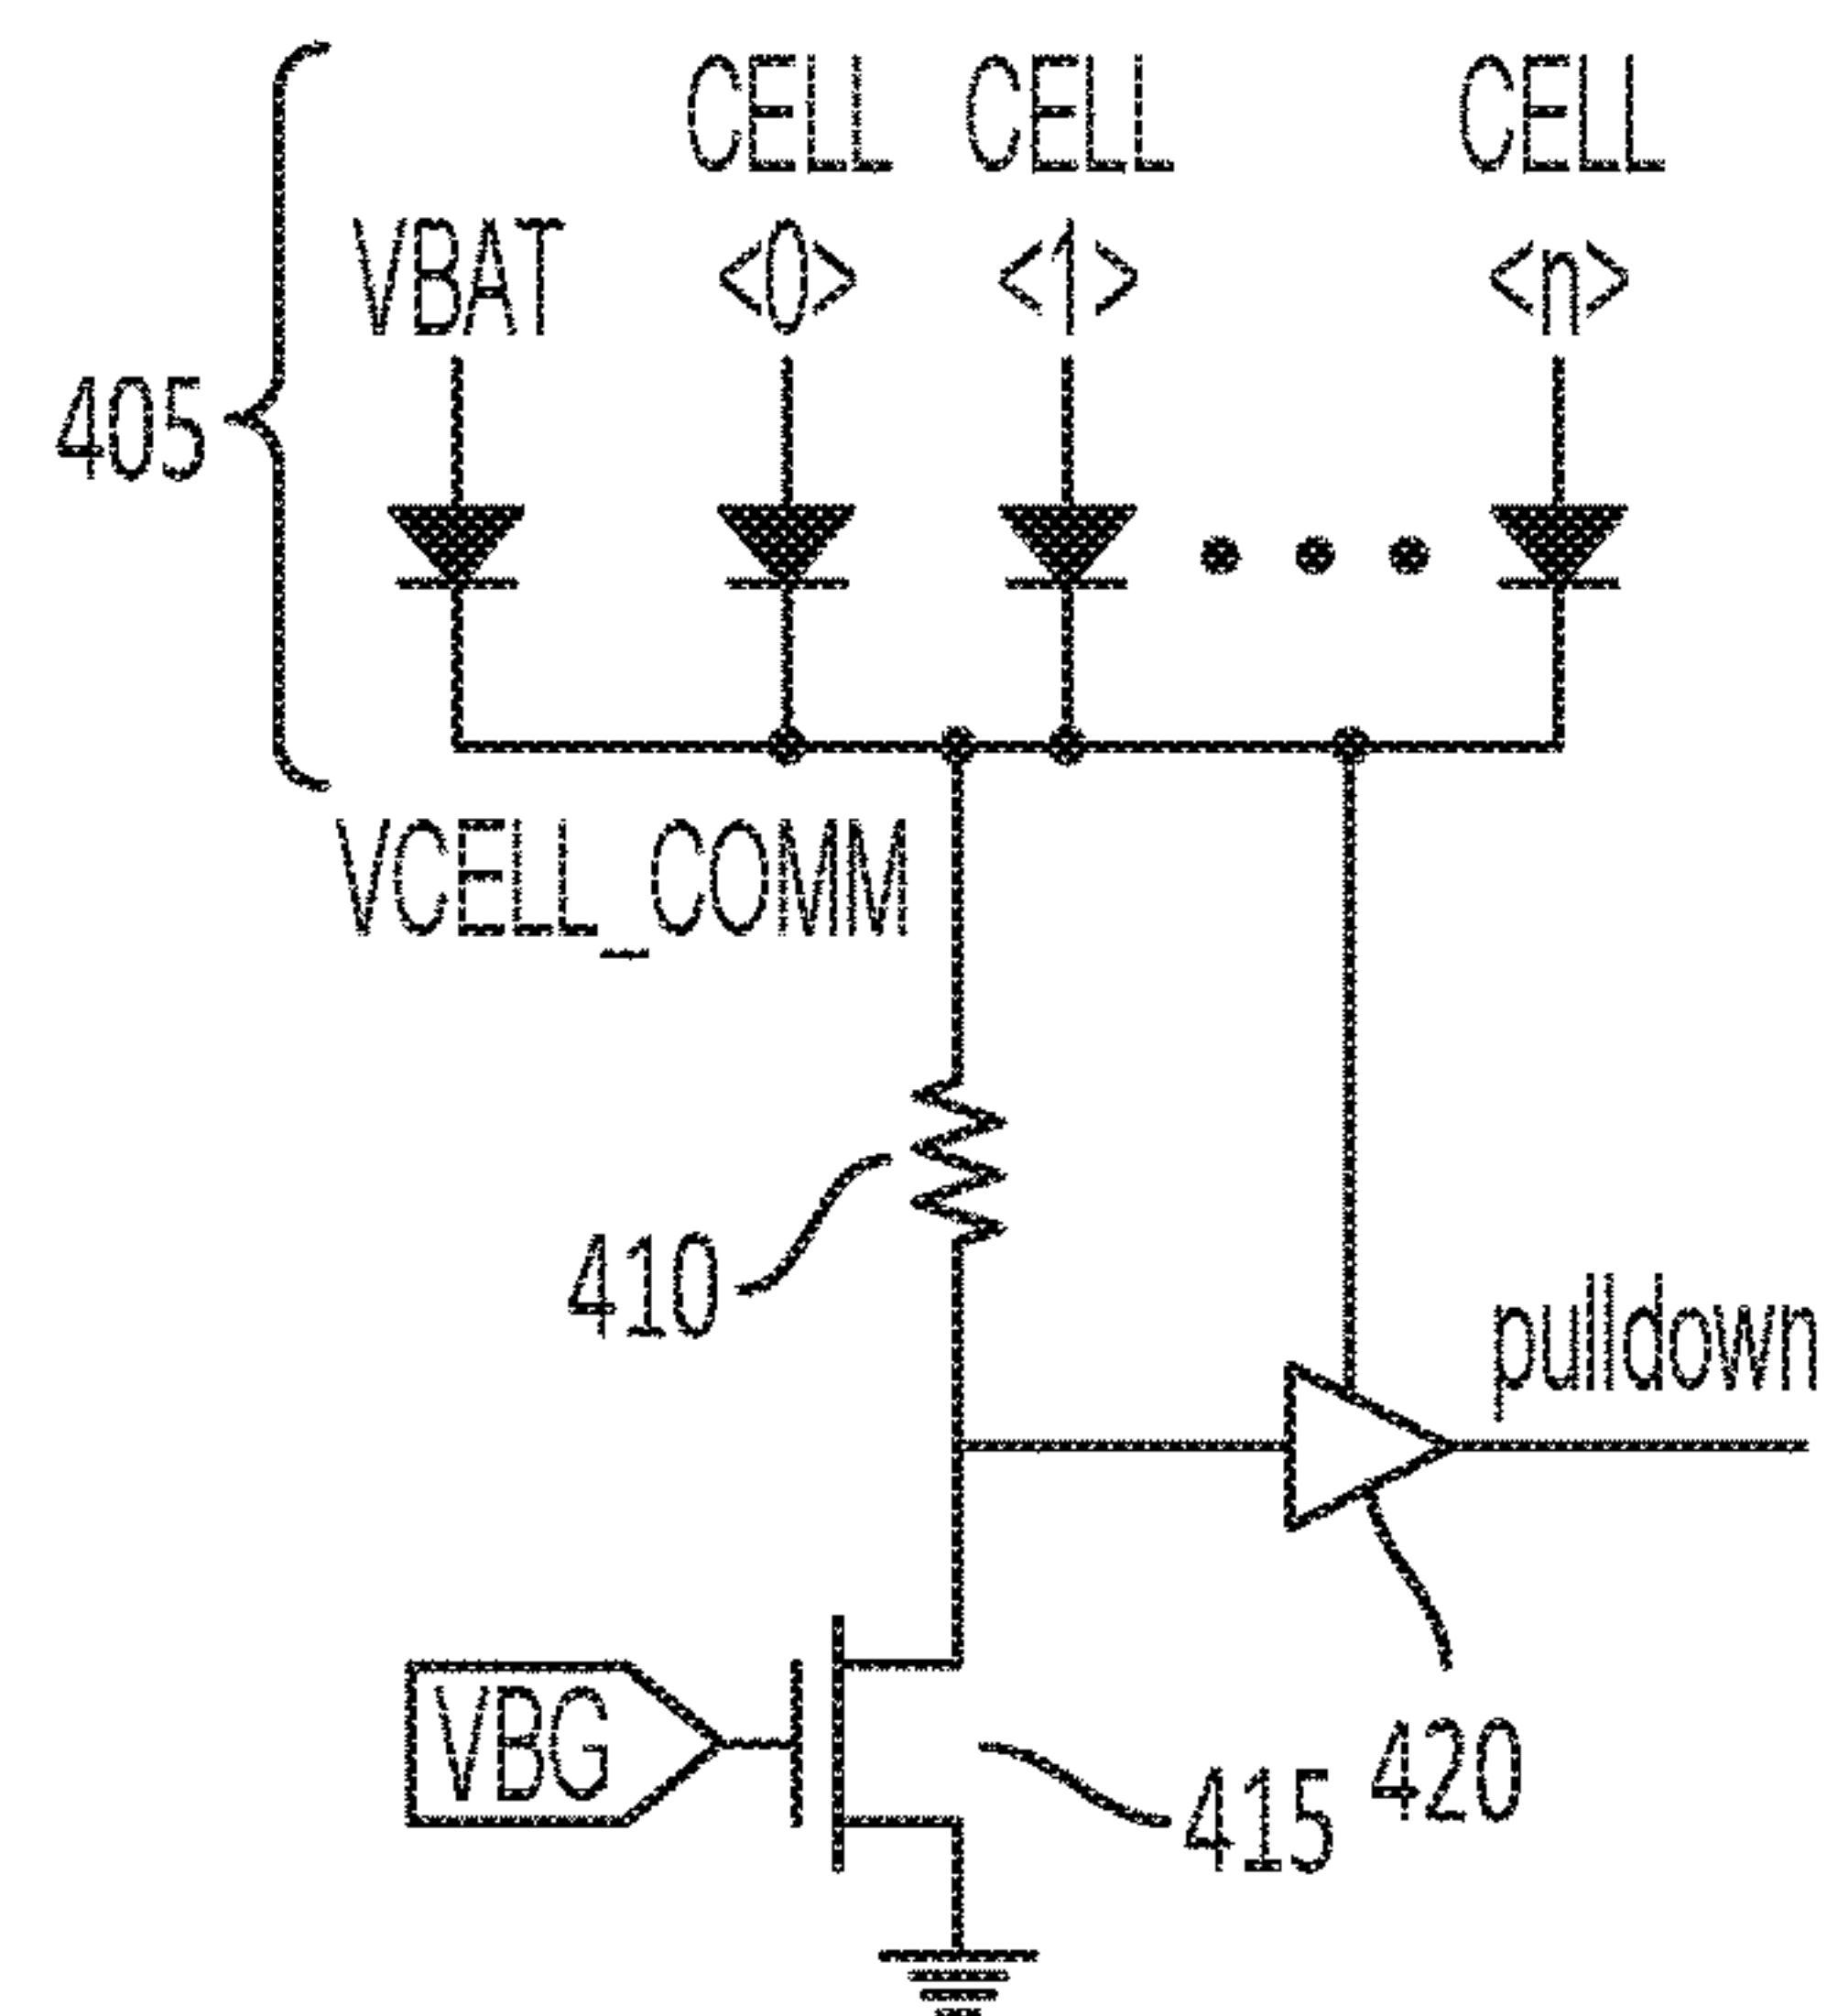 CELL CELL CELL
VBAT <0> <1> <n>
405
VCELL_COMM
410
pulldown
VBG
415 420